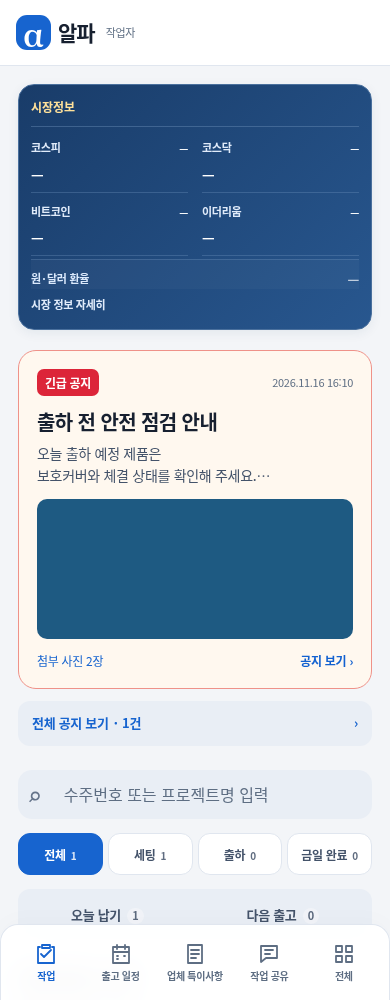 α 알파 작업자
시장정보
코스피 —
—
코스닥 —
—
비트코인 —
—
이더리움 —
—
원·달러 환율 —
시장 정보 자세히
긴급 공지 2026.11.16 16:10
출하 전 안전 점검 안내
오늘 출하 예정 제품은
보호커버와 체결 상태를 확인해 주세요.…
첨부 사진 2장 공지 보기 ›
전체 공지 보기 · 1건 ›
수주번호 또는 프로젝트명 입력
전체 1 세팅 1 출하 0 금일 완료 0
오늘 납기 1 다음 출고 0
작업 출고 일정 업체 특이사항 작업 공유 전체